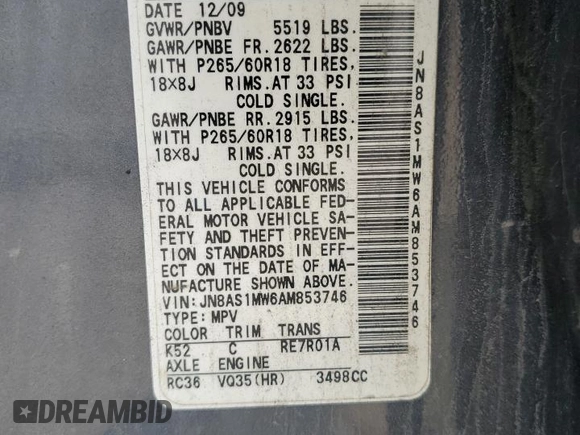 DATE 12/09
GVWR/PNBV 5519 LBS.
GAWR/PNBE FR. 2622 LBS.
WITH P265/60R18 TIRES,
18×8J RIMS. AT 33 PSI
COLD SINGLE.
GAWR/PNBE RR. 2915 LBS.
WITH P265/60R18 TIRES,
18×8J RIMS. AT 33 PSI
COLD SINGLE.
THIS VEHICLE CONFORMS
TO ALL APPLICABLE FED-
ERAL MOTOR VEHICLE SA-
FETY AND THEFT PREVEN-
TION STANDARDS IN EFF-
ECT ON THE DATE OF MA-
NUFACTURE SHOWN ABOVE.
VIN: JN8AS1MW6AM853746
TYPE: MPV
COLOR TRIM TRANS
K52 C RE7R01A
AXLE ENGINE
RC36 VQ35(HR) 3498CC
JN8AS1MW6AM853746
DREAMBID